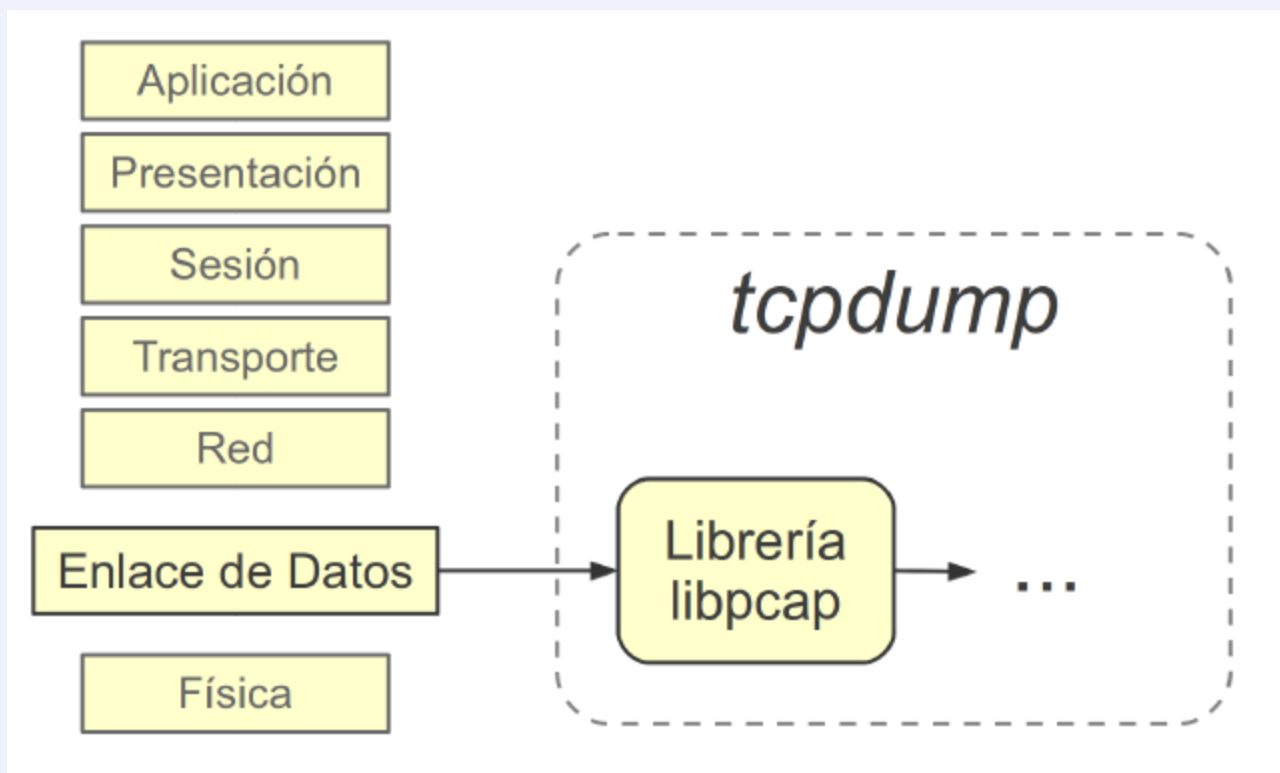 Aplicación
Presentación
Sesión
Transporte
Red
Enlace de Datos
Física
tcpdump
Librería
libpcap
...